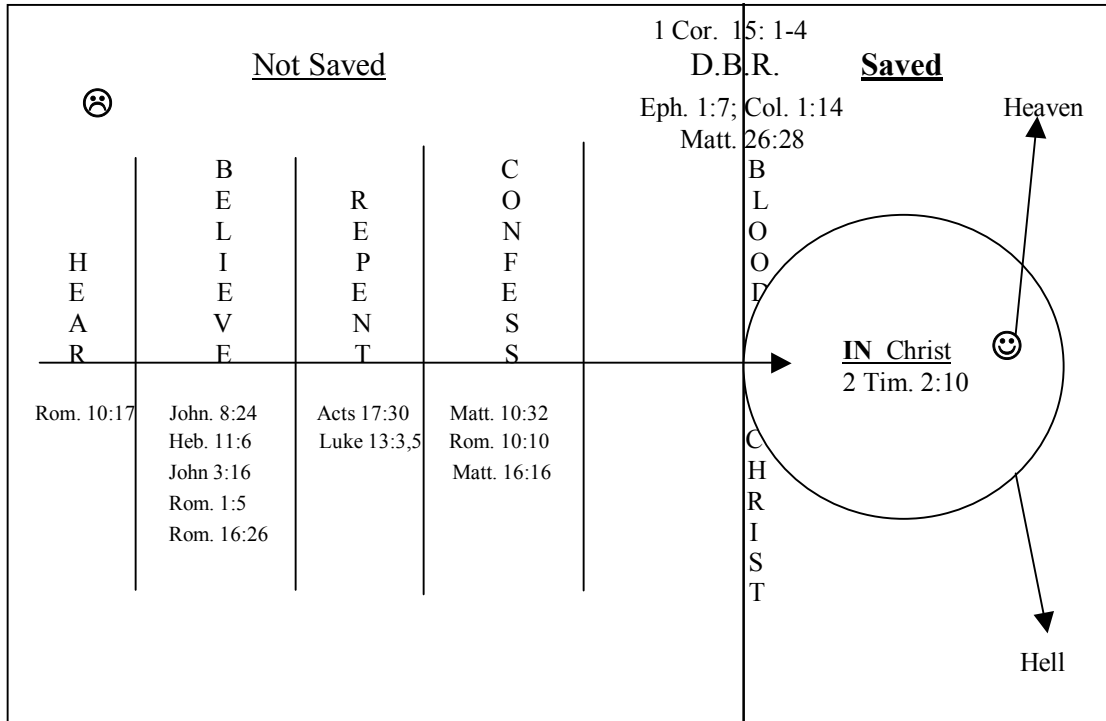 1 Cor. 15: 1-4
Not Saved
D.B.R.
Saved
Eph. 1:7; Col. 1:14
Heaven
Matt. 26:28
HEAR
BELIEVE
REPENT
CONFESS
BLOOD
CHRIST
IN Christ
2 Tim. 2:10
Rom. 10:17
John. 8:24
Heb. 11:6
John 3:16
Rom. 1:5
Rom. 16:26
Acts 17:30
Luke 13:3,5
Matt. 10:32
Rom. 10:10
Matt. 16:16
Hell